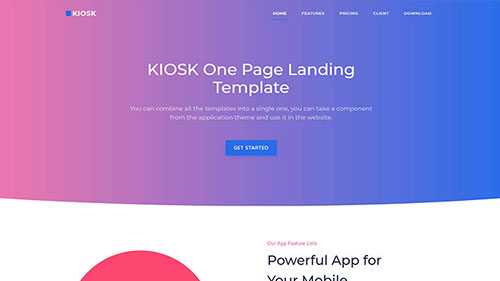 KIOSK
HOME FEATURES PRICING CLIENT DOWNLOAD
KIOSK One Page Landing
Template
You can combine all the templates into a single one, you can take a component
from the application theme and use it in the website.
GET STARTED
Our App Feature Lists
Powerful App for
Your Mobile